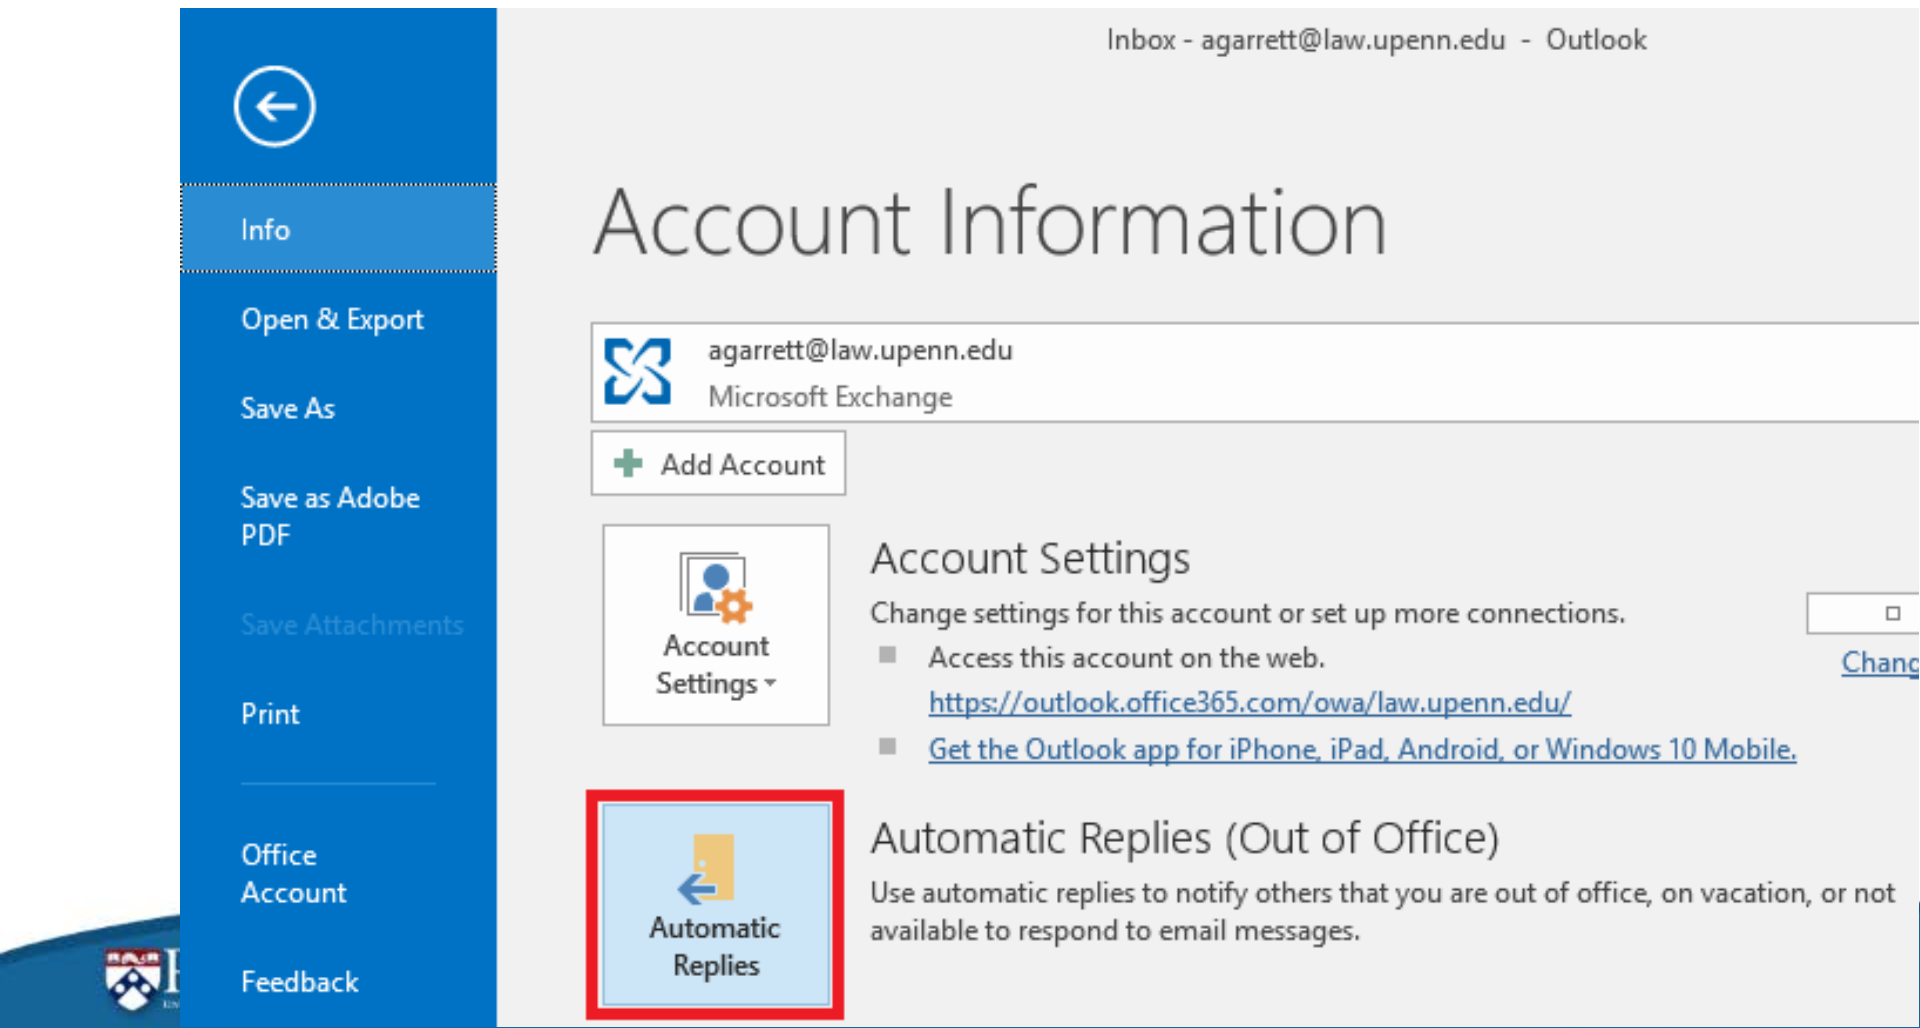 Inbox - agarrett@law.upenn.edu - Outlook
Info
Open & Export
Save As
Save as Adobe
PDF
Save Attachments
Print
Office
Account
Feedback
Account Information
agarrett@law.upenn.edu
Microsoft Exchange
Add Account
Account
Settings
Account Settings
Change settings for this account or set up more connections.
Access this account on the web.
https://outlook.office365.com/owa/law.upenn.edu/
Get the Outlook app for iPhone, iPad, Android, or Windows 10 Mobile.
Chang
Automatic
Replies
Automatic Replies (Out of Office)
Use automatic replies to notify others that you are out of office, on vacation, or not
available to respond to email messages.